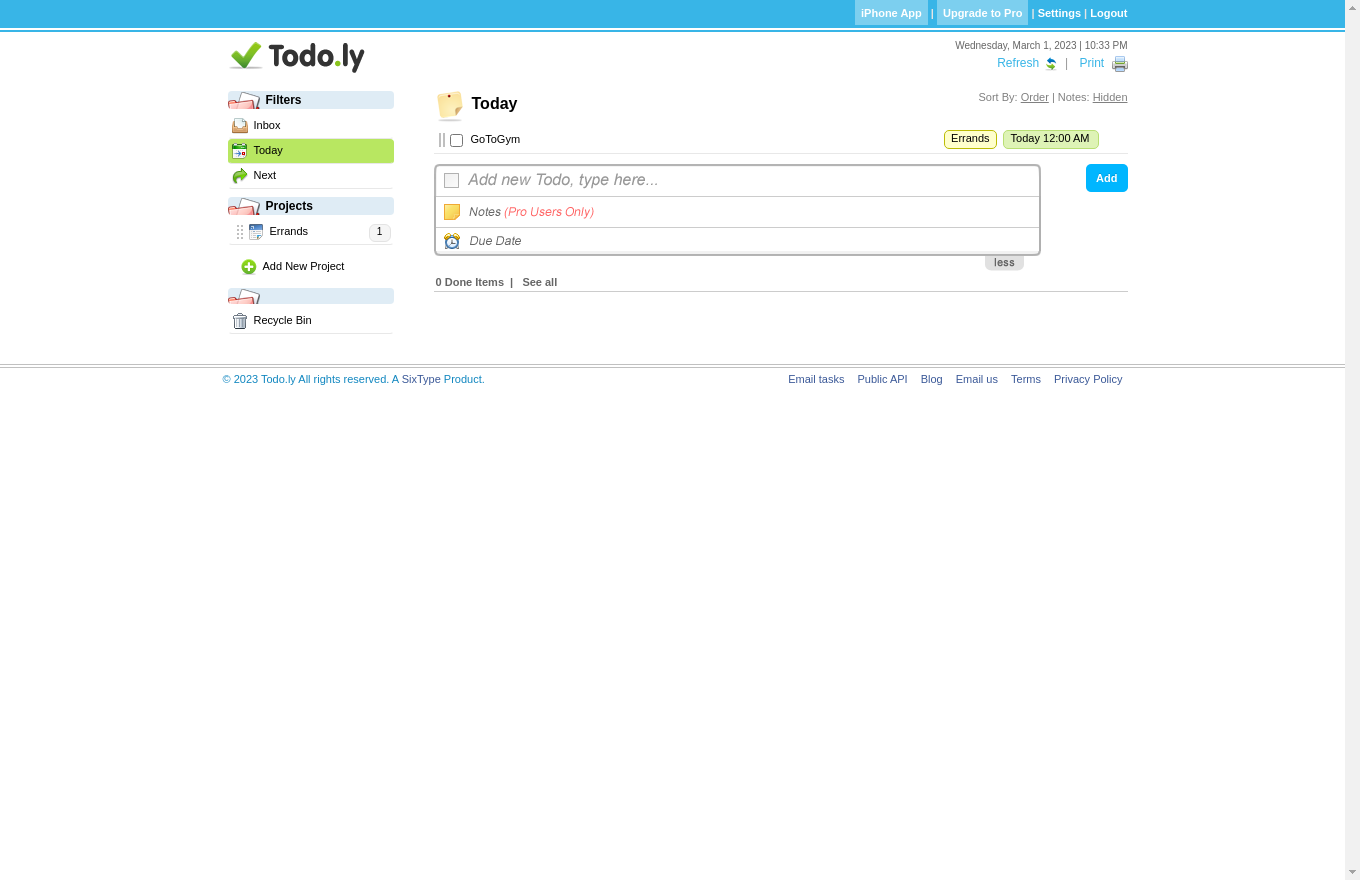 iPhone App | Upgrade to Pro | Settings | Logout
Todo.ly
Wednesday, March 1, 2023 | 10:33 PM
Refresh | Print
Filters
Inbox
Today
Next
Projects
Errands 1
Add New Project
Recycle Bin
Today
Sort By: Order | Notes: Hidden
GoToGym Errands Today 12:00 AM
Add new Todo, type here... Add
Notes (Pro Users Only)
Due Date
less
0 Done Items | See all
© 2023 Todo.ly All rights reserved. A SixType Product. Email tasks Public API Blog Email us Terms Privacy Policy